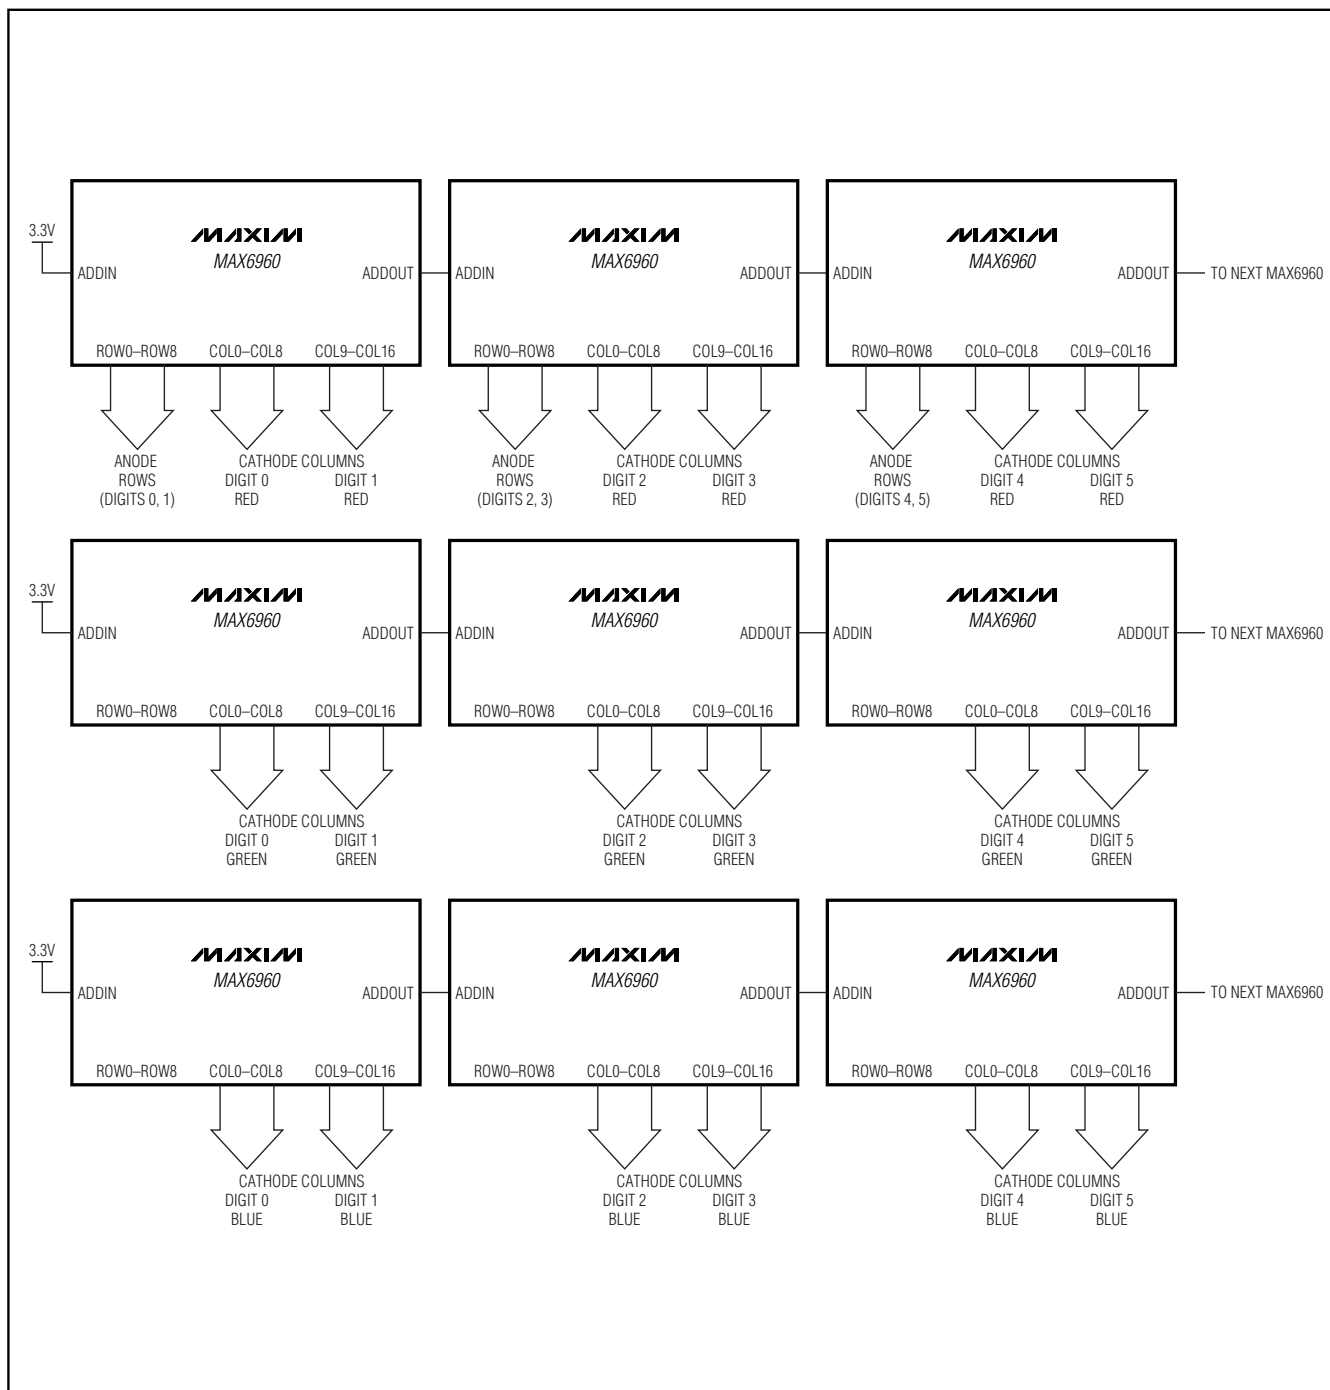 MAXIM MAXIM MAXIM
3.3V MAX6960 MAX6960 MAX6960
ADDIN ADDOUT ADDIN ADDOUT ADDIN ADDOUT TO NEXT MAX6960
ROW0–ROW8 COL0–COL8 COL9–COL16 ROW0–ROW8 COL0–COL8 COL9–COL16 ROW0–ROW8 COL0–COL8 COL9–COL16
ANODE CATHODE COLUMNS ANODE CATHODE COLUMNS ANODE CATHODE COLUMNS
ROWS DIGIT 0 DIGIT 1 ROWS DIGIT 2 DIGIT 3 ROWS DIGIT 4 DIGIT 5
(DIGITS 0, 1) RED RED (DIGITS 2, 3) RED RED (DIGITS 4, 5) RED RED
MAXIM MAXIM MAXIM
3.3V MAX6960 MAX6960 MAX6960
ADDIN ADDOUT ADDIN ADDOUT ADDIN ADDOUT TO NEXT MAX6960
ROW0–ROW8 COL0–COL8 COL9–COL16 ROW0–ROW8 COL0–COL8 COL9–COL16 ROW0–ROW8 COL0–COL8 COL9–COL16
CATHODE COLUMNS CATHODE COLUMNS CATHODE COLUMNS
DIGIT 0 DIGIT 1 DIGIT 2 DIGIT 3 DIGIT 4 DIGIT 5
GREEN GREEN GREEN GREEN GREEN GREEN
MAXIM MAXIM MAXIM
3.3V MAX6960 MAX6960 MAX6960
ADDIN ADDOUT ADDIN ADDOUT ADDIN ADDOUT TO NEXT MAX6960
ROW0–ROW8 COL0–COL8 COL9–COL16 ROW0–ROW8 COL0–COL8 COL9–COL16 ROW0–ROW8 COL0–COL8 COL9–COL16
CATHODE COLUMNS CATHODE COLUMNS CATHODE COLUMNS
DIGIT 0 DIGIT 1 DIGIT 2 DIGIT 3 DIGIT 4 DIGIT 5
BLUE BLUE BLUE BLUE BLUE BLUE